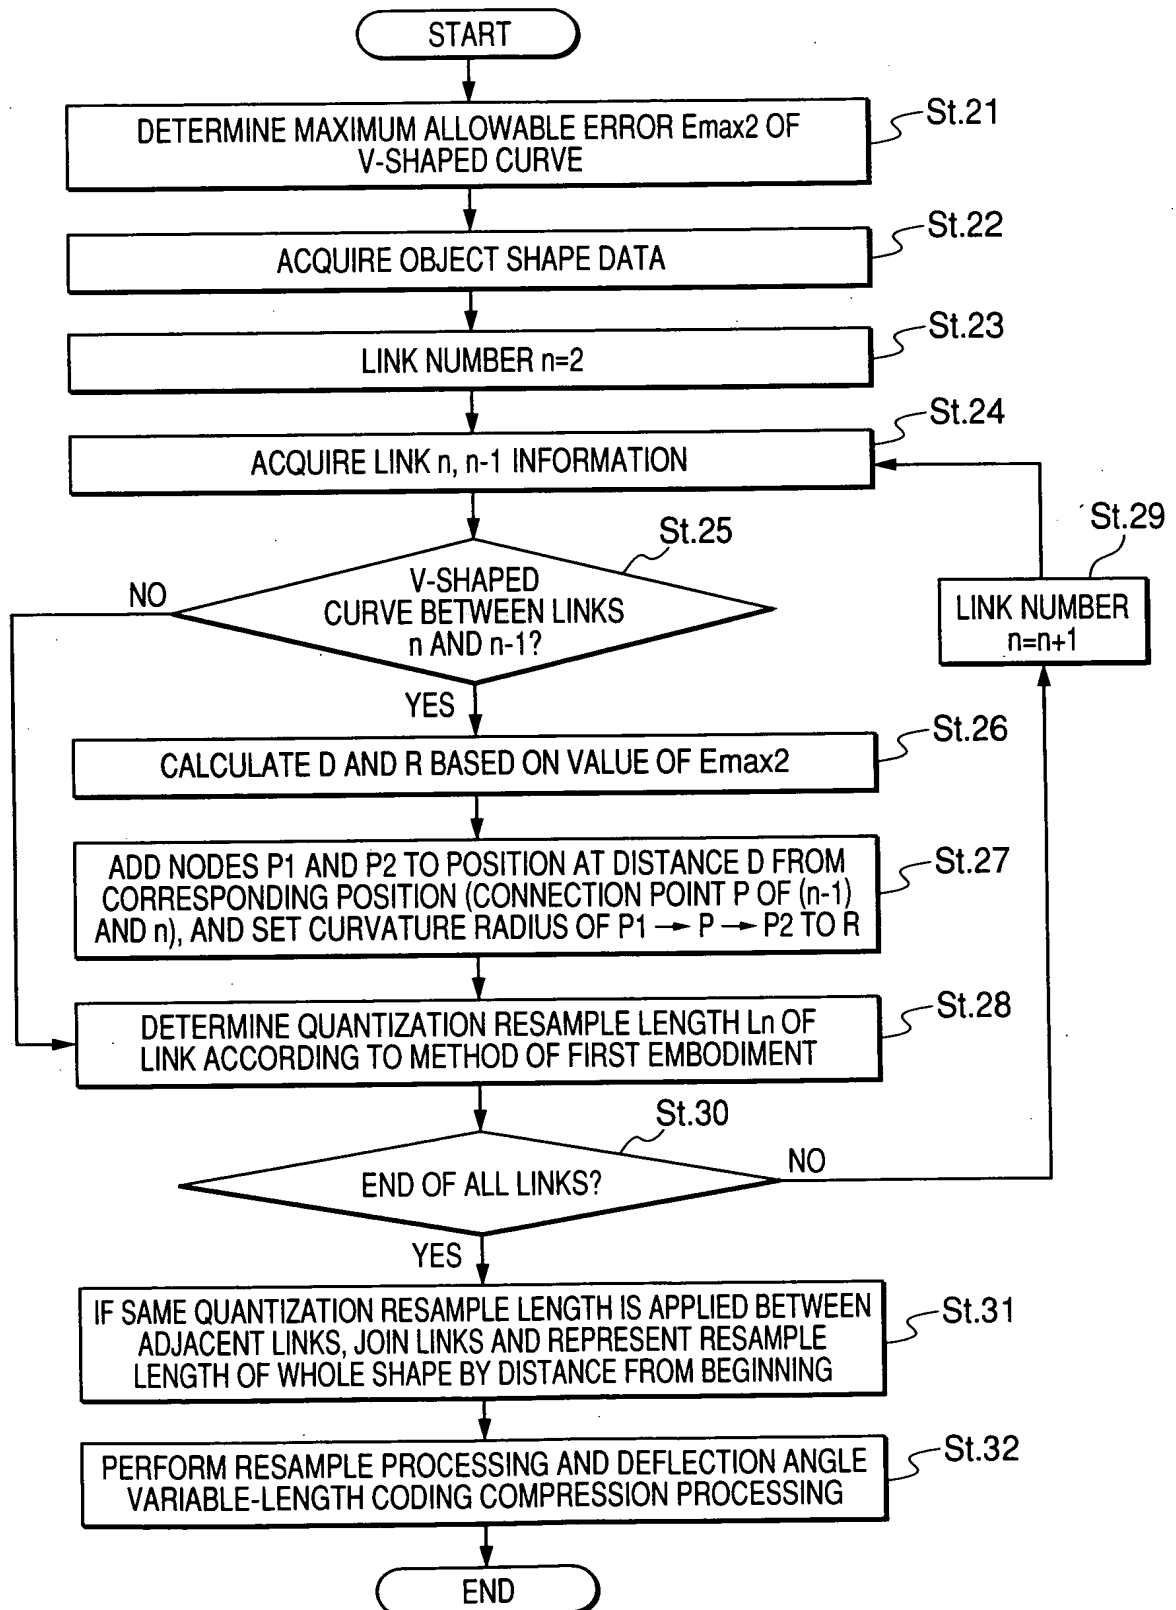 START
DETERMINE MAXIMUM ALLOWABLE ERROR Emax2 OF
V-SHAPED CURVE
St.21
ACQUIRE OBJECT SHAPE DATA
St.22
LINK NUMBER n=2
St.23
ACQUIRE LINK n, n-1 INFORMATION
St.24
V-SHAPED
CURVE BETWEEN LINKS
n AND n-1?
St.25
NO
YES
LINK NUMBER
n=n+1
St.29
CALCULATE D AND R BASED ON VALUE OF Emax2
St.26
ADD NODES P1 AND P2 TO POSITION AT DISTANCE D FROM
CORRESPONDING POSITION (CONNECTION POINT P OF (n-1)
AND n), AND SET CURVATURE RADIUS OF P1 → P → P2 TO R
St.27
DETERMINE QUANTIZATION RESAMPLE LENGTH Ln OF
LINK ACCORDING TO METHOD OF FIRST EMBODIMENT
St.28
END OF ALL LINKS?
St.30
NO
YES
IF SAME QUANTIZATION RESAMPLE LENGTH IS APPLIED BETWEEN
ADJACENT LINKS, JOIN LINKS AND REPRESENT RESAMPLE
LENGTH OF WHOLE SHAPE BY DISTANCE FROM BEGINNING
St.31
PERFORM RESAMPLE PROCESSING AND DEFLECTION ANGLE
VARIABLE-LENGTH CODING COMPRESSION PROCESSING
St.32
END